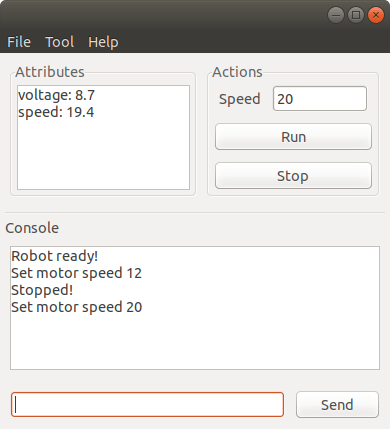 File Tool Help
Attributes
voltage: 8.7
speed: 19.4
Actions
Speed 20
Run
Stop
Console
Robot ready!
Set motor speed 12
Stopped!
Set motor speed 20
Send